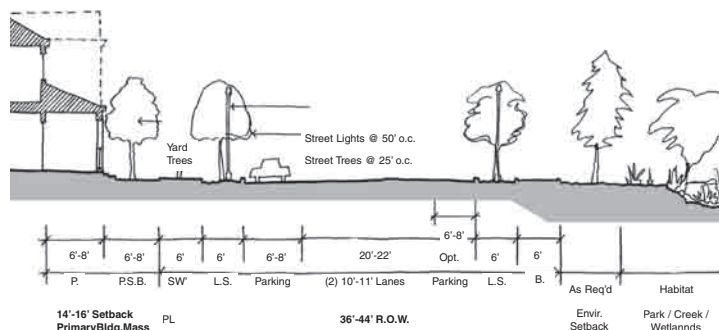 Yard
Trees
Street Lights @ 50' o.c.
Street Trees @ 25' o.c.
6'-8'
6'-8' 6'-8' 6' 6' 6'-8' 20'-22' Opt. 6' 6'
P. P.S.B. SW' L.S. Parking (2) 10'-11' Lanes Parking L.S. B. As Req'd Habitat
14'-16' Setback PL 36'-44' R.O.W. Envir. Park / Creek /
PrimaryBldg.Mass Setback Wetlannds